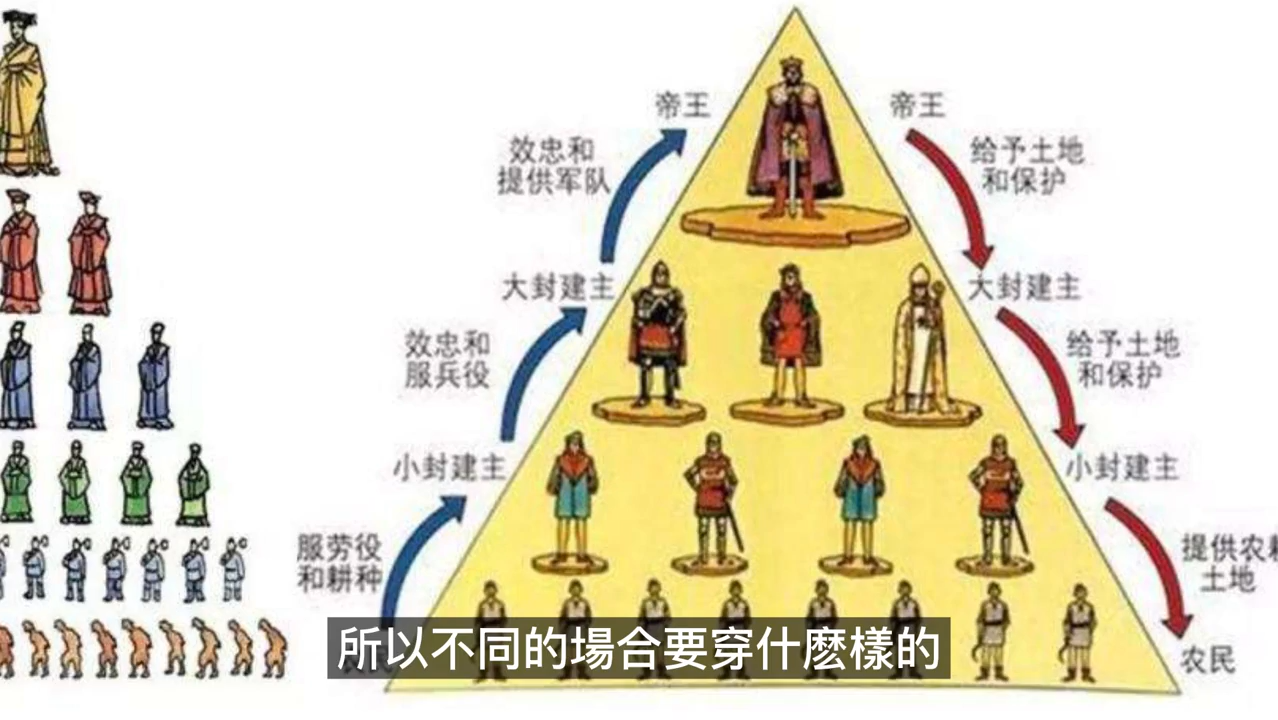 帝王
帝王
效忠和
提供军队
给予土地
和保护
大封建主
大封建主
效忠和
服兵役
给予土地
和保护
小封建主
小封建主
服劳役
和耕种
提供农耕
土地
农民
所以不同的場合要穿什麽樣的